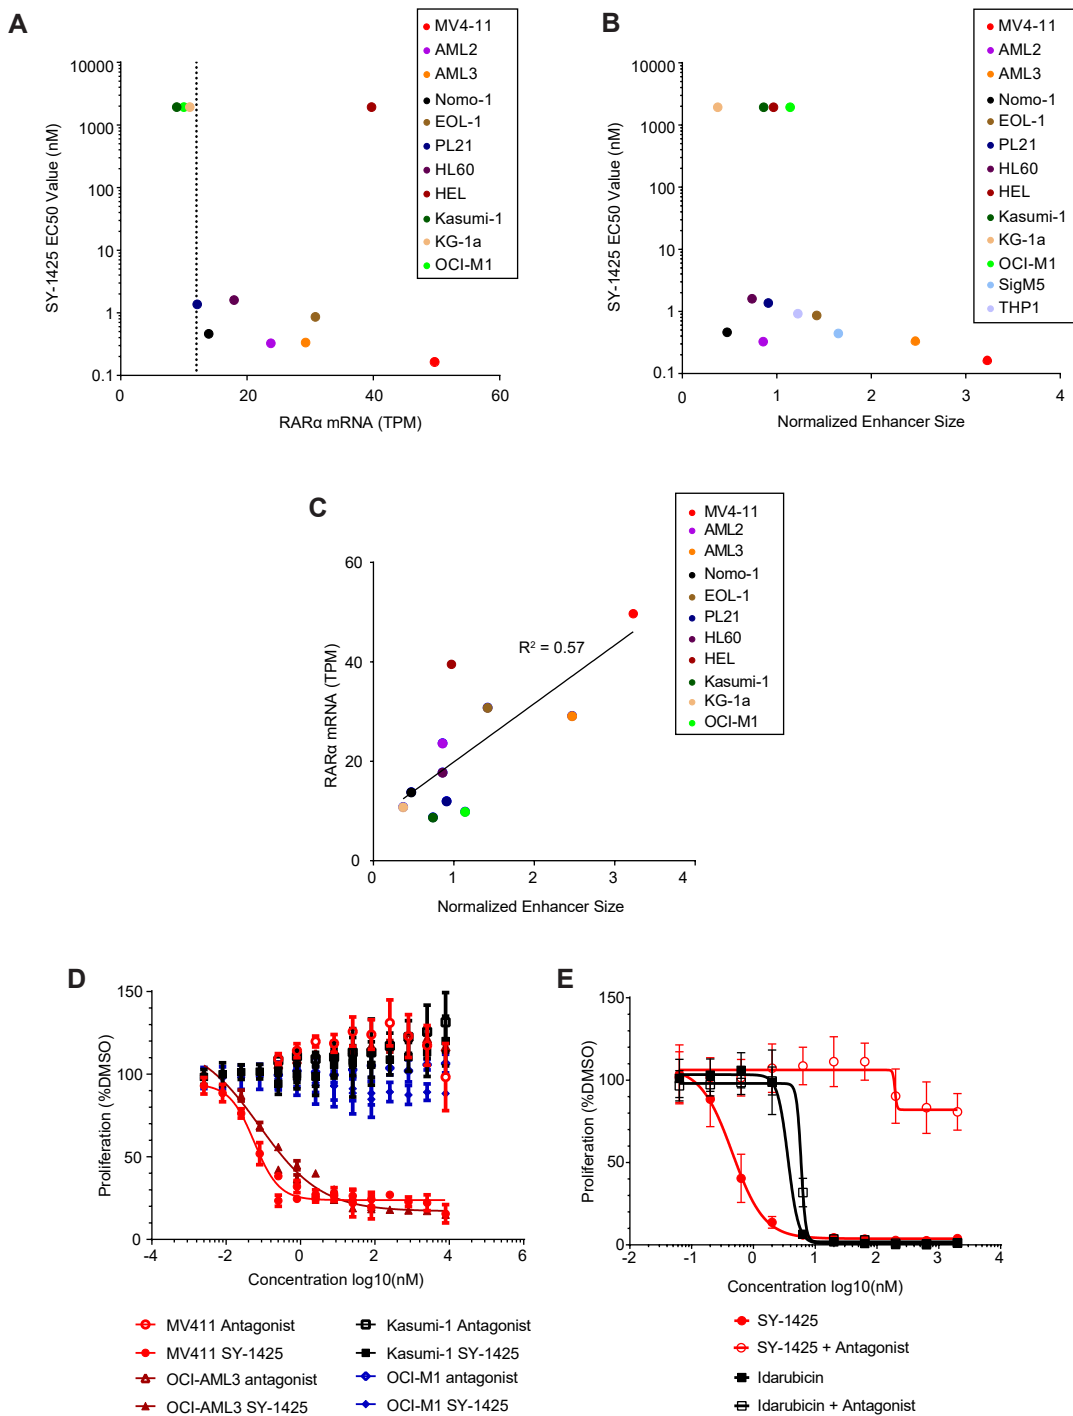 A
SY-1425 EC50 Value (nM)
10000
1000
100
10
1
0.1
0
20
40
60
RARα mRNA (TPM)
MV4-11
AML2
AML3
Nomo-1
EOL-1
PL21
HL60
HEL
Kasumi-1
KG-1a
OCI-M1
B
SY-1425 EC50 Value (nM)
10000
1000
100
10
1
0.1
0
1
2
3
4
Normalized Enhancer Size
MV4-11
AML2
AML3
Nomo-1
EOL-1
PL21
HL60
HEL
Kasumi-1
KG-1a
OCI-M1
SigM5
THP1
C
RARα mRNA (TPM)
60
40
20
0
0
1
2
3
4
Normalized Enhancer Size
R² = 0.57
MV4-11
AML2
AML3
Nomo-1
EOL-1
PL21
HL60
HEL
Kasumi-1
KG-1a
OCI-M1
D
Proliferation (%DMSO)
150
100
50
0
-4
-2
0
2
4
6
Concentration log10(nM)
MV411 Antagonist
MV411 SY-1425
OCI-AML3 antagonist
OCI-AML3 SY-1425
Kasumi-1 Antagonist
Kasumi-1 SY-1425
OCI-M1 antagonist
OCI-M1 SY-1425
E
Proliferation (%DMSO)
150
100
50
0
-2
-1
0
1
2
3
4
Concentration log10(nM)
SY-1425
SY-1425 + Antagonist
Idarubicin
Idarubicin + Antagonist